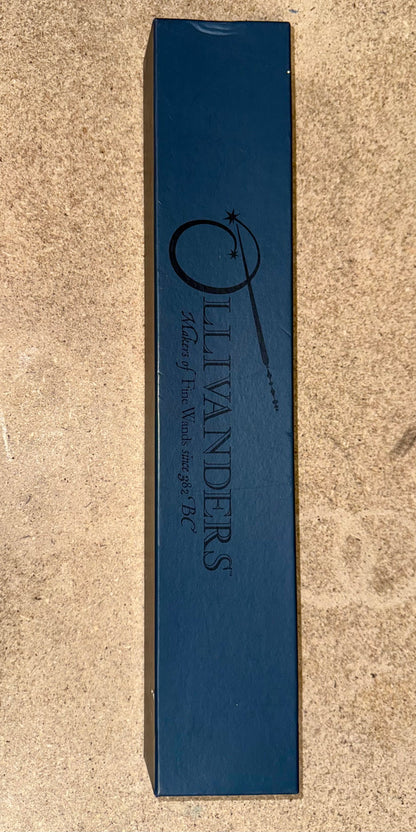 OLLIVANDERS
Makers of Fine Wands since 382 BC